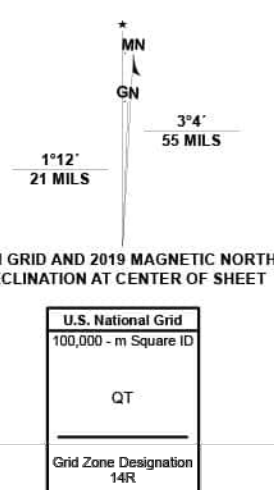 ★
MN
GN
3°4´
55 MILS
1°12´
21 MILS
GRID AND 2019 MAGNETIC NORTH
CLINATION AT CENTER OF SHEET
U.S. National Grid
100,000 - m Square ID
QT
Grid Zone Designation
14R